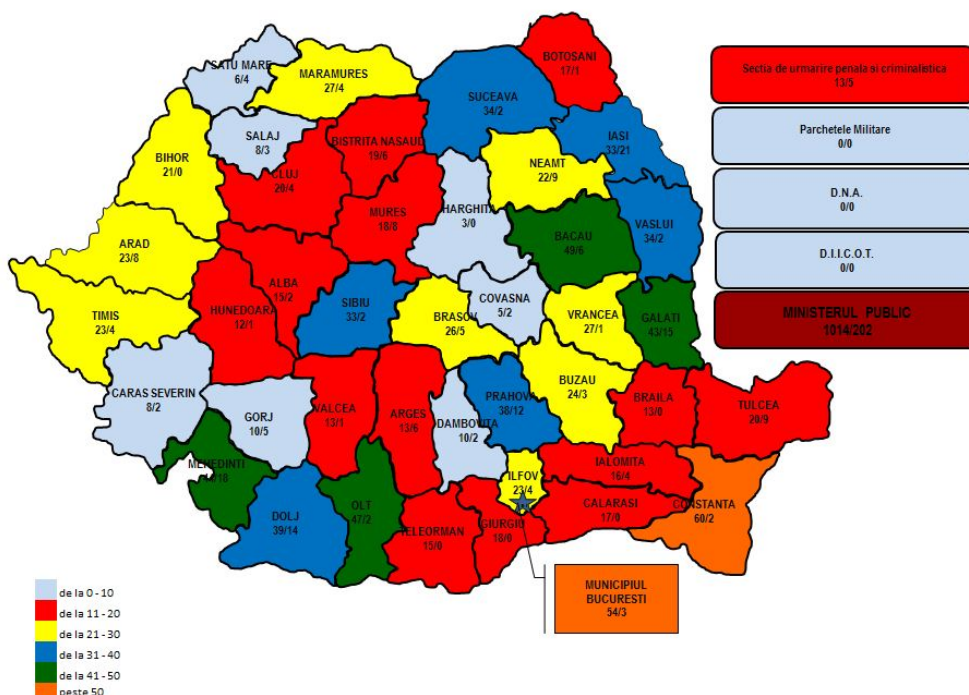 BOTOSANI
17/1
SATU MARE
6/4
MARAMURES
27/4
SUCEAVA
34/2
IASI
33/21
SALAJ
8/3
BISTRITA NASAUD
19/6
BIHOR
21/0
CLUJ
20/4
NEAMT
22/9
MURES
18/8
HARGHITA
3/0
BACAU
49/6
VASLUI
34/2
ARAD
23/8
ALBA
15/2
SIBIU
33/2
HUNEDOARA
12/1
TIMIS
23/4
BRASOV
26/5
COVASNA
5/2
VRANCEA
27/1
GALATI
43/15
CARAS SEVERIN
8/2
GORJ
10/5
VALCEA
13/1
ARGES
13/6
DAMBOVITA
10/2
PRAHOVA
38/12
BUZAU
24/3
BRAILA
13/0
TULCEA
20/9
MEHEDINTI
DOLJ
39/14
OLT
47/2
TELEORMAN
15/0
GIURGIU
18/0
ILFOV
23/4
IALOMITA
16/4
CALARASI
17/0
CONSTANTA
60/2
MUNICIPIUL
BUCURESTI
54/3
Sectia de urmarire penala si criminalistica
13/5
Parchetele Militare
0/0
D.N.A.
0/0
D.I.I.C.O.T.
0/0
MINISTERUL PUBLIC
1014/202
de la 0 - 10
de la 11 - 20
de la 21 - 30
de la 31 - 40
de la 41 - 50
peste 50